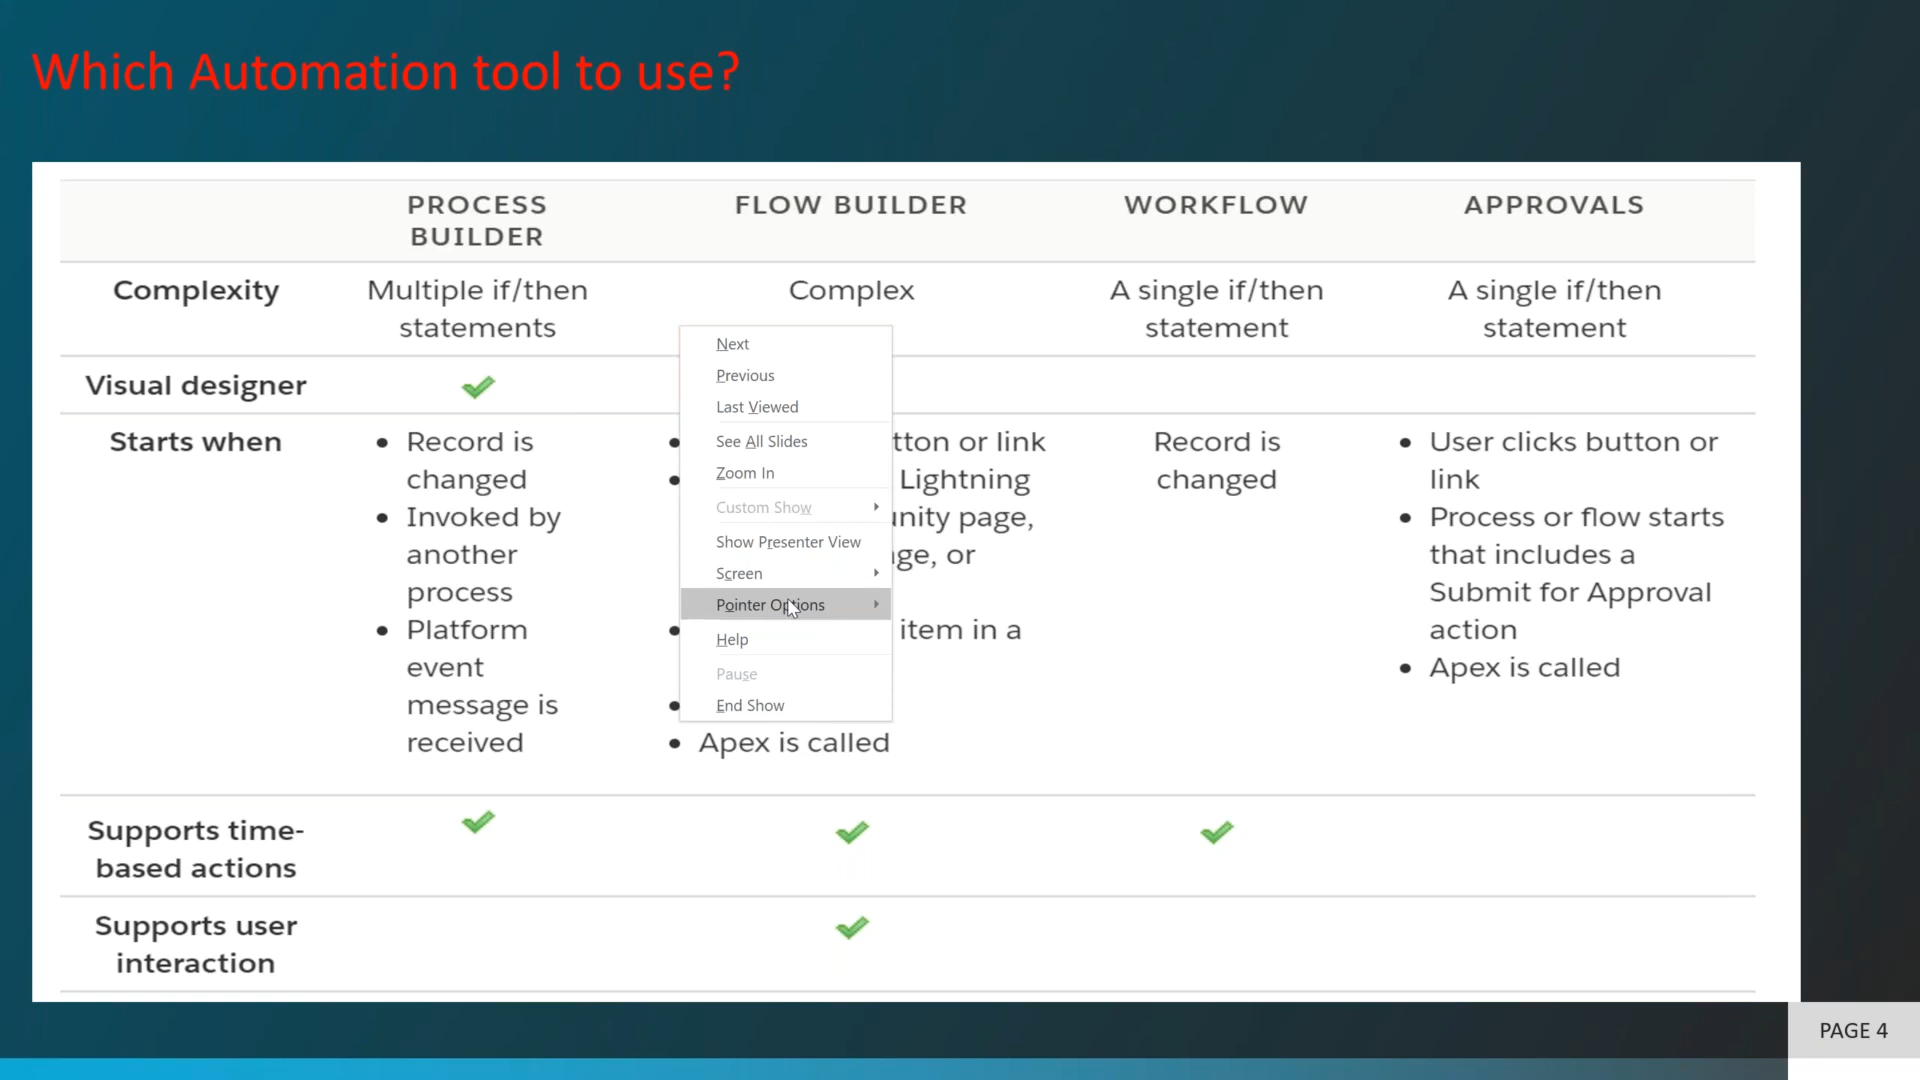 Which Automation tool to use?
PROCESS
BUILDER
FLOW BUILDER
WORKFLOW
APPROVALS
Complexity
Multiple if/then
statements
Complex
A single if/then
statement
A single if/then
statement
Visual designer
Starts when
• Record is
changed
• Invoked by
another
process
• Platform
event
message is
received
tton or link
Lightning
nity page,
ge, or
item in a
• Apex is called
Record is
changed
• User clicks button or
link
• Process or flow starts
that includes a
Submit for Approval
action
• Apex is called
Next
Previous
Last Viewed
See All Slides
Zoom In
Custom Show
Show Presenter View
Screen
Pointer Options
Help
Pause
End Show
Supports time-
based actions
Supports user
interaction
PAGE 4